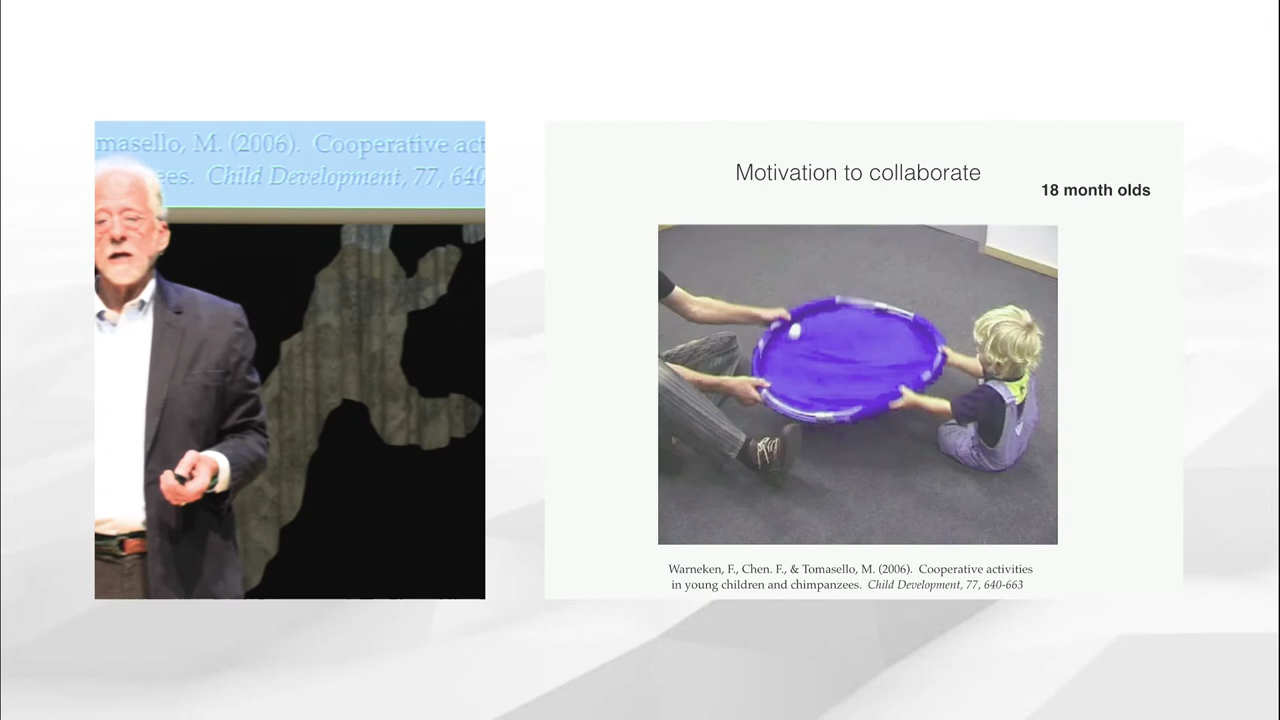 masello, M. (2006).  Cooperative act
ees.  Child Development, 77, 640
Motivation to collaborate
18 month olds
Warneken, F., Chen. F., & Tomasello, M. (2006).  Cooperative activities
in young children and chimpanzees.  Child Development, 77, 640-663